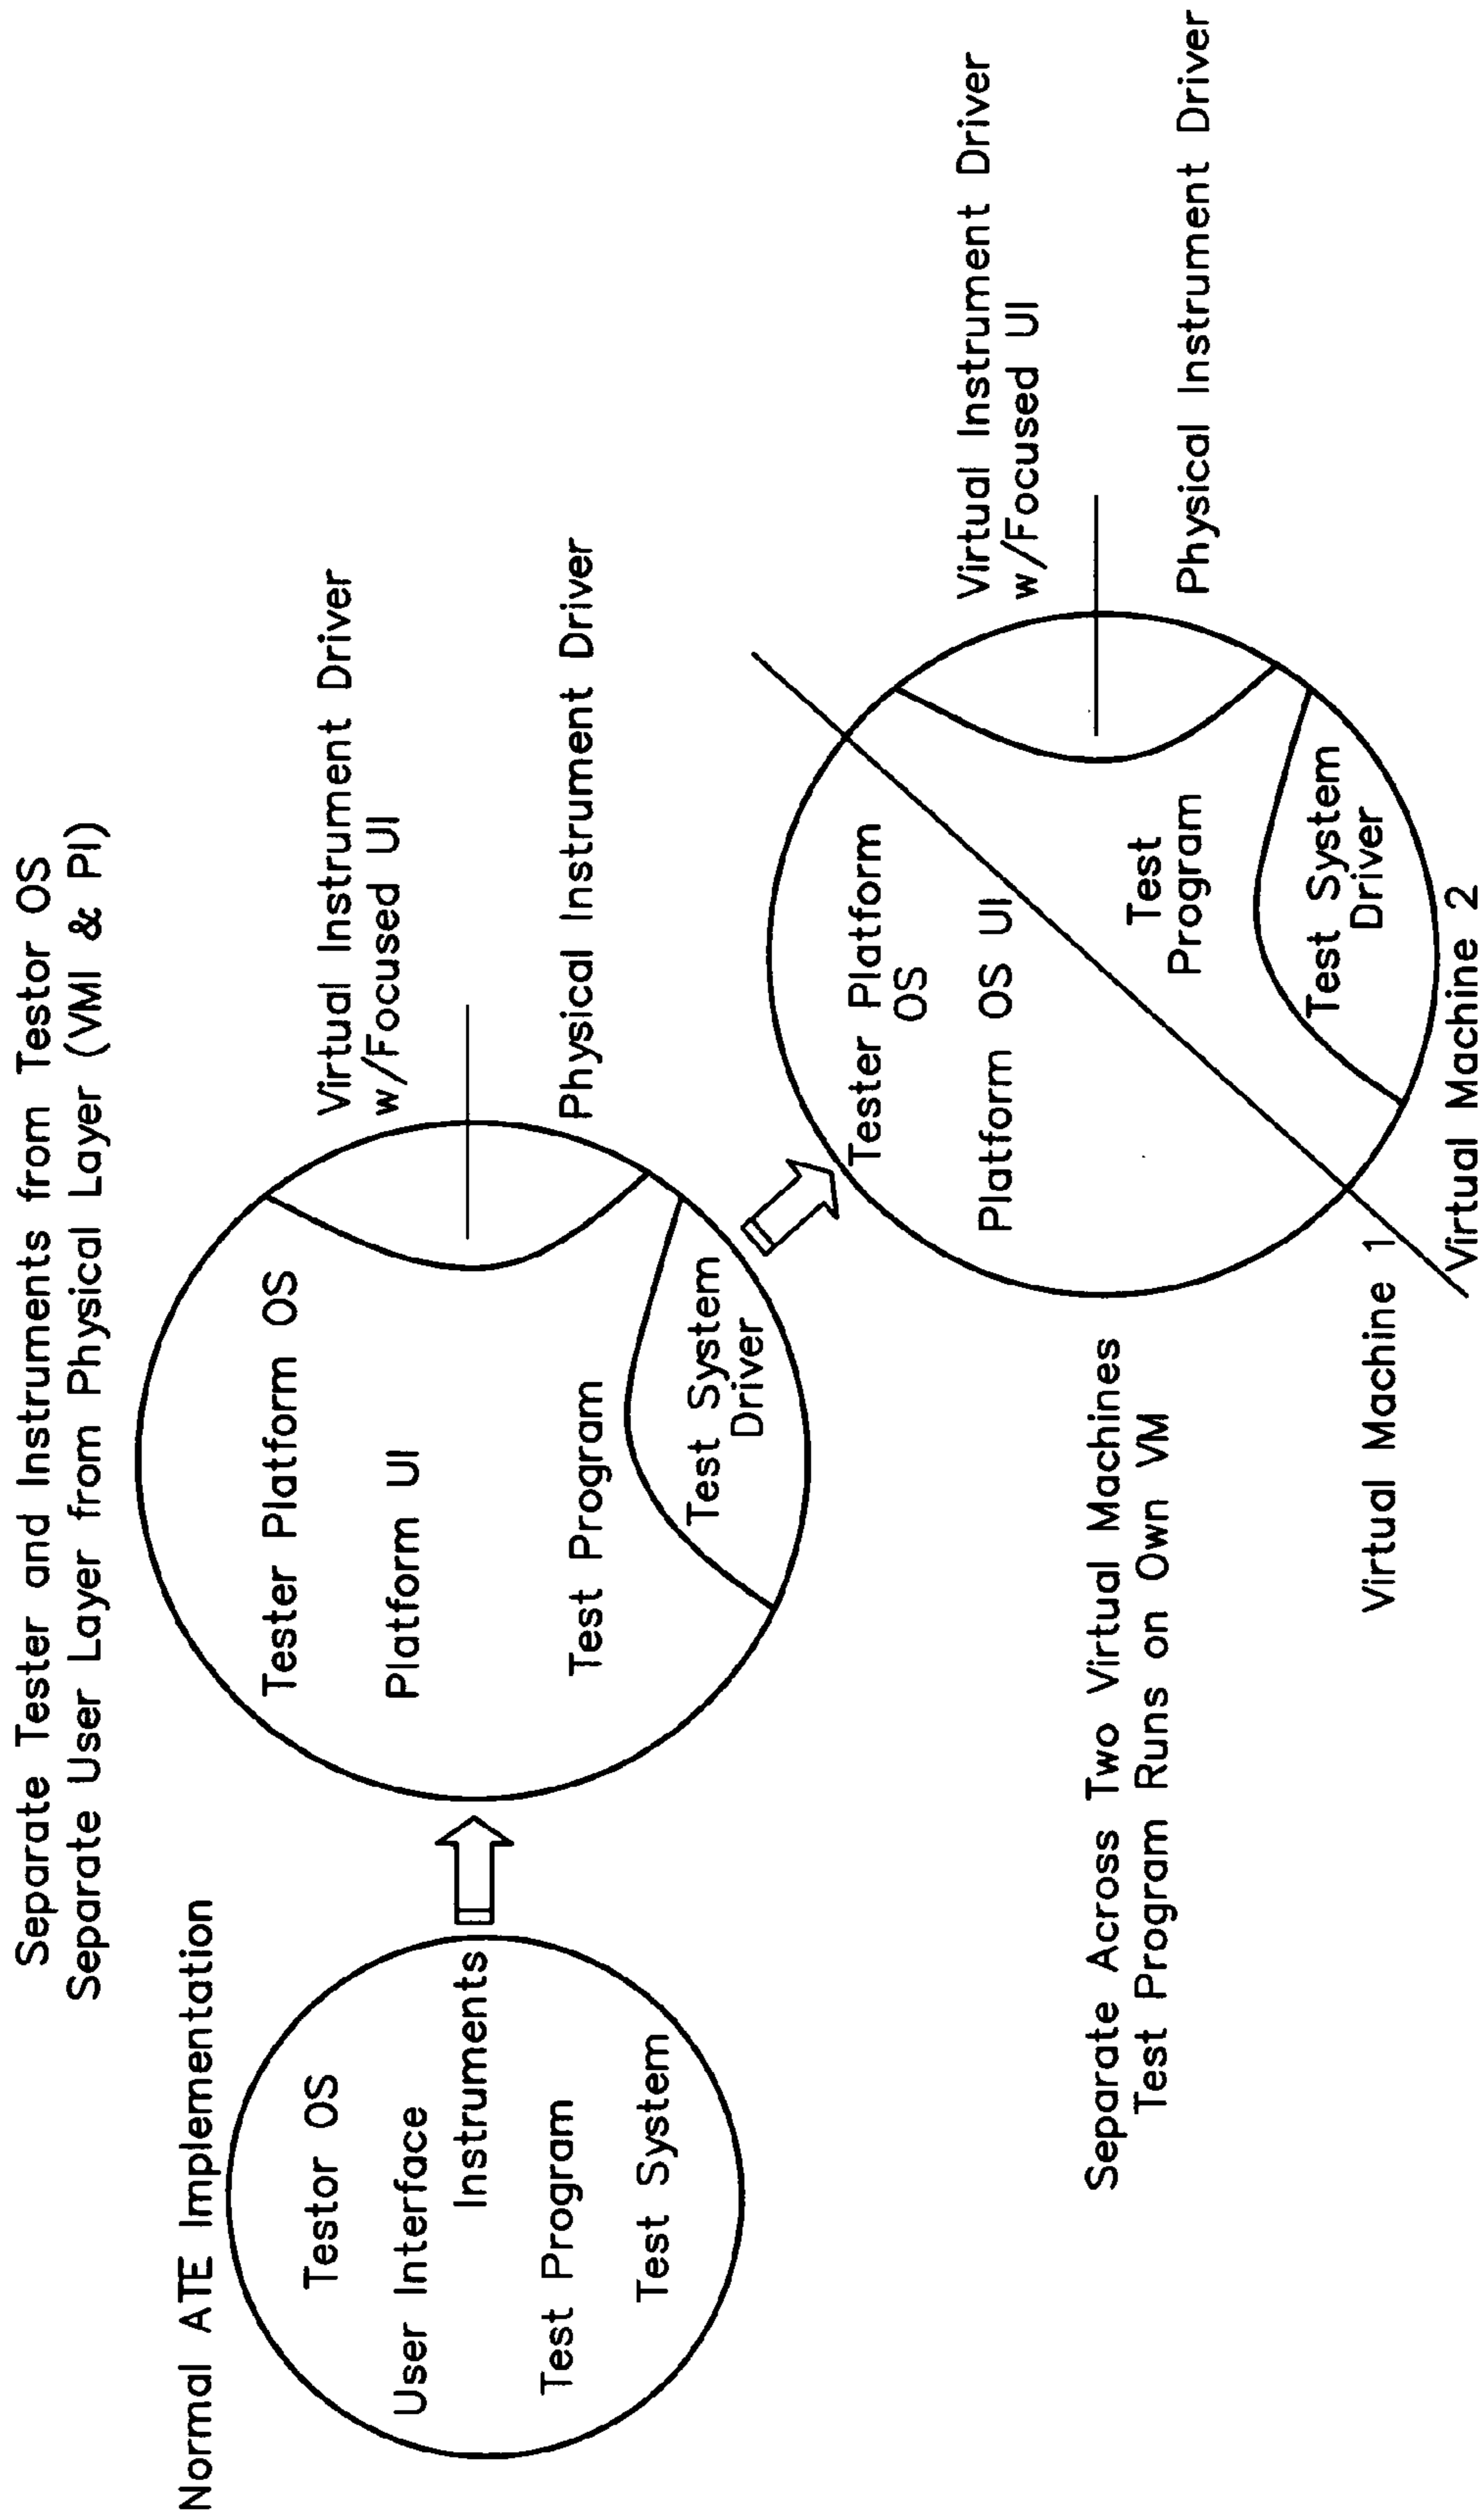 Separate Tester and Instruments from Testor OS
Separate User Layer from Physical Layer (VMI & PI)
Normal ATE Implementation
Testor OS
User Interface
Instruments
Test Program
Test System
Tester Platform OS
Platform UI
Test Program
Test System
Driver
Virtual Instrument Driver
w/Focused UI
Physical Instrument Driver
Separate Across Two Virtual Machines
Test Program Runs on Own VM
Tester Platform
OS
Platform OS UI
Test
Program
Test System
Driver
Virtual Instrument Driver
w/Focused UI
Physical Instrument Driver
Virtual Machine 1
Virtual Machine 2